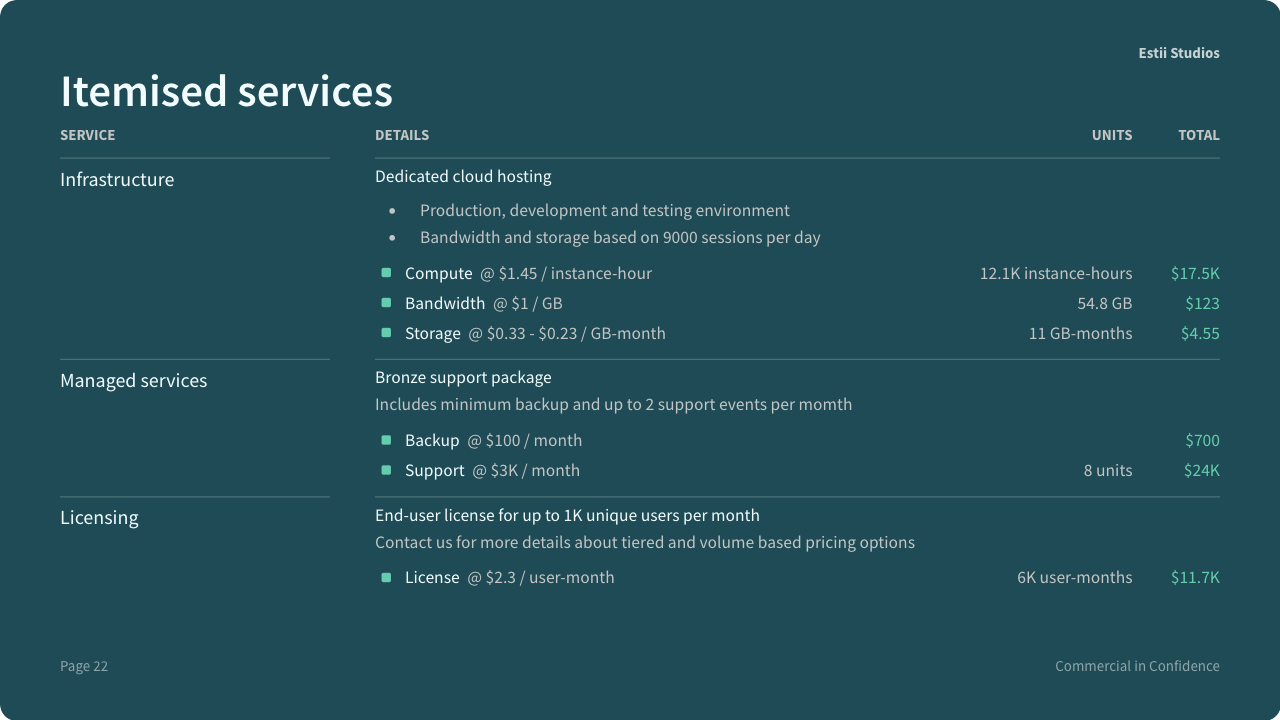 Estii Studios
Itemised services
SERVICE DETAILS UNITS TOTAL
Infrastructure Dedicated cloud hosting
• Production, development and testing environment
• Bandwidth and storage based on 9000 sessions per day
Compute @ $1.45 / instance-hour 12.1K instance-hours $17.5K
Bandwidth @ $1 / GB 54.8 GB $123
Storage @ $0.33 - $0.23 / GB-month 11 GB-months $4.55
Managed services Bronze support package
Includes minimum backup and up to 2 support events per momth
Backup @ $100 / month $700
Support @ $3K / month 8 units $24K
Licensing End-user license for up to 1K unique users per month
Contact us for more details about tiered and volume based pricing options
License @ $2.3 / user-month 6K user-months $11.7K
Page 22 Commercial in Confidence